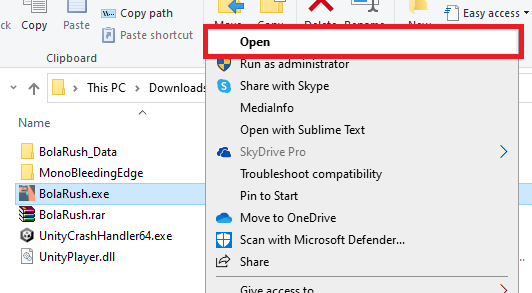 Copy
Paste
Copy path
Paste shortcut
Move
Copy
Delete
Rename
Easy access
Clipboard
This PC
Downloads
Name
BolaRush_Data
MonoBleedingEdge
BolaRush.exe
BolaRush.rar
UnityCrashHandler64.exe
UnityPlayer.dll
Open
Run as administrator
Share with Skype
MediaInfo
Open with Sublime Text
SkyDrive Pro
Troubleshoot compatibility
Pin to Start
Move to OneDrive
Scan with Microsoft Defender...
Share
Give access to